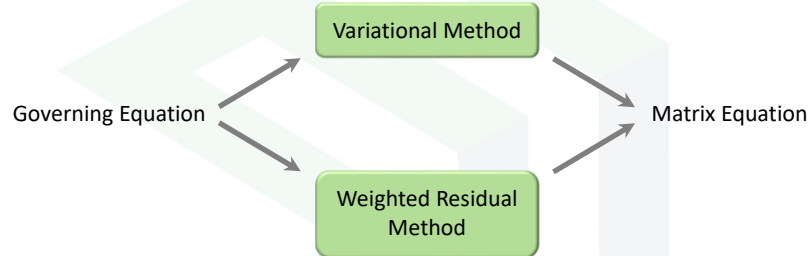 Variational Method
Governing Equation
Matrix Equation
Weighted Residual
Method